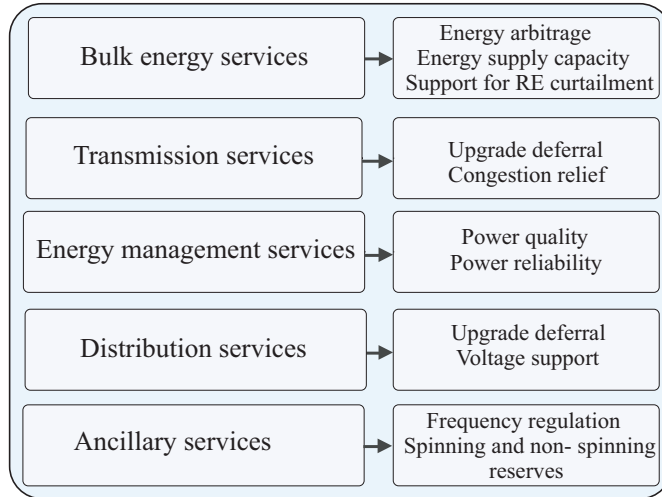 Bulk energy services
Energy arbitrage
Energy supply capacity
Support for RE curtailment
Transmission services
Upgrade deferral
Congestion relief
Energy management services
Power quality
Power reliability
Distribution services
Upgrade deferral
Voltage support
Ancillary services
Frequency regulation
Spinning and non- spinning
reserves